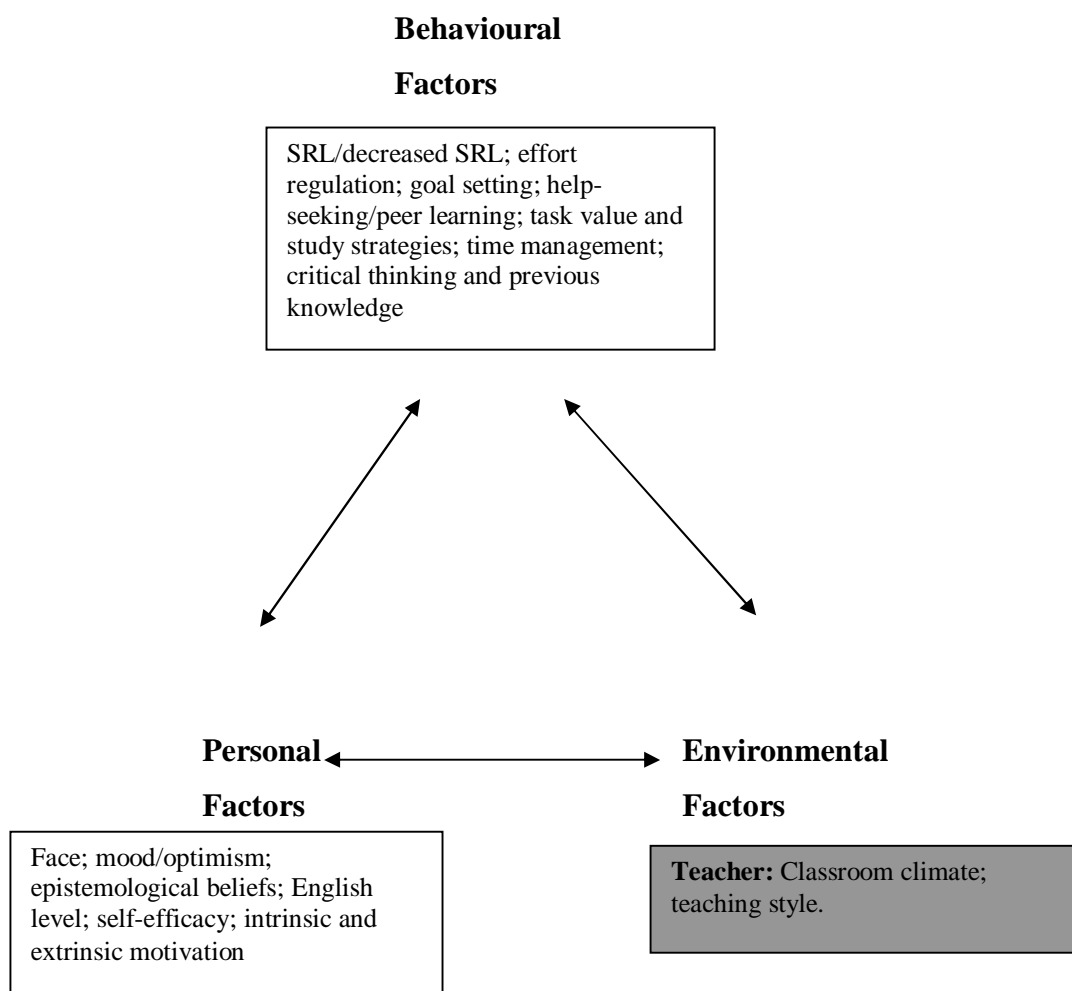 Behavioural
Factors
SRL/decreased SRL; effort
regulation; goal setting; help-
seeking/peer learning; task value and
study strategies; time management;
critical thinking and previous
knowledge
Personal
Factors
Face; mood/optimism;
epistemological beliefs; English
level; self-efficacy; intrinsic and
extrinsic motivation
Environmental
Factors
Teacher: Classroom climate;
teaching style.